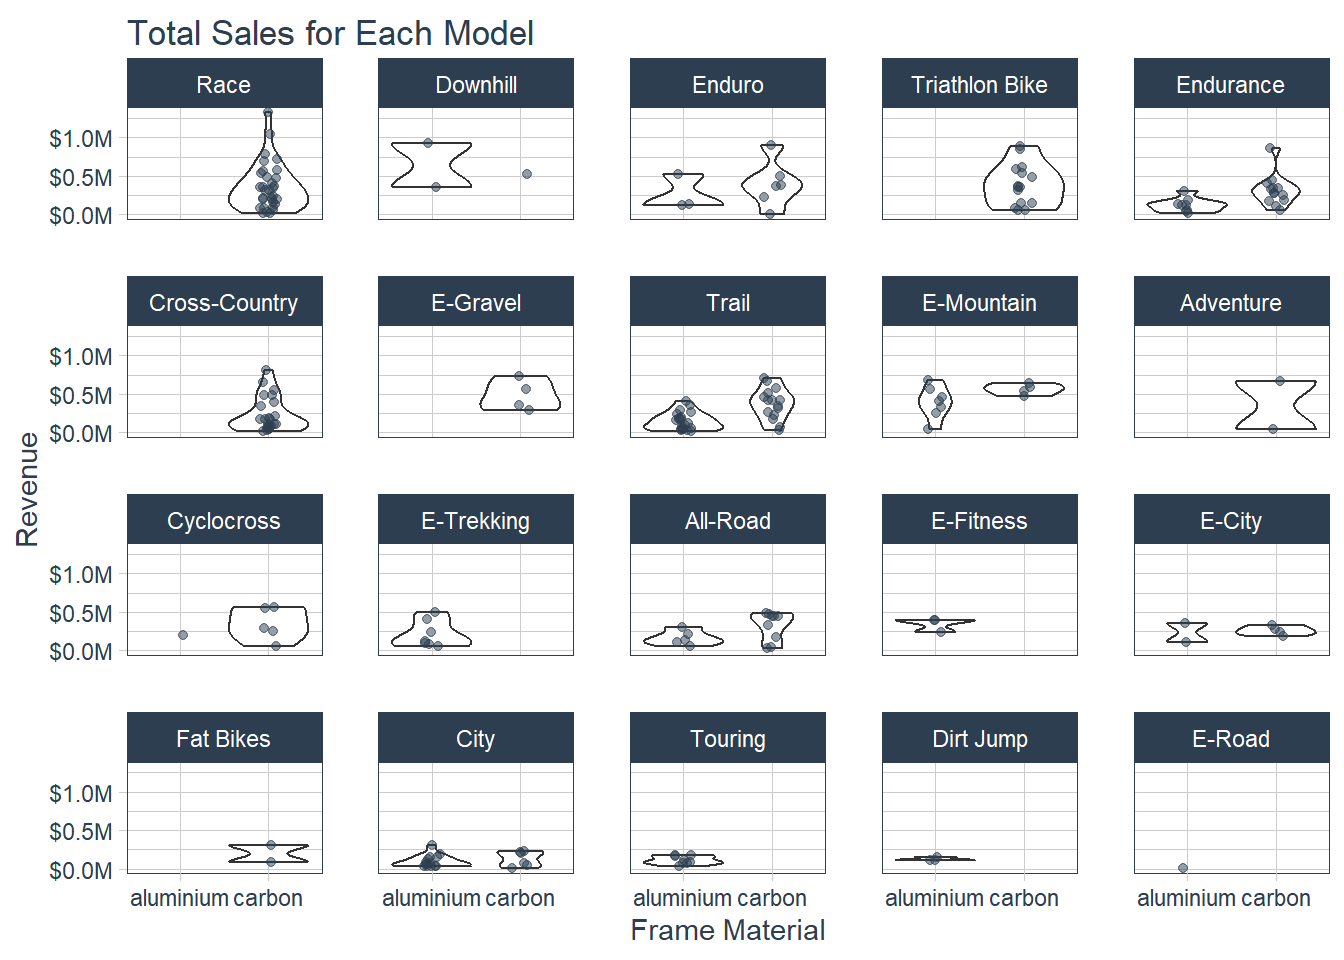 Total Sales for Each Model
Race
Downhill
Enduro
Triathlon Bike
Endurance
$1.0M
$0.5M
$0.0M
Cross-Country
E-Gravel
Trail
E-Mountain
Adventure
$1.0M
$0.5M
$0.0M
Revenue
Cyclocross
E-Trekking
All-Road
E-Fitness
E-City
$1.0M
$0.5M
$0.0M
Fat Bikes
City
Touring
Dirt Jump
E-Road
$1.0M
$0.5M
$0.0M
aluminium carbon
aluminium carbon
aluminium carbon
aluminium carbon
aluminium carbon
Frame Material